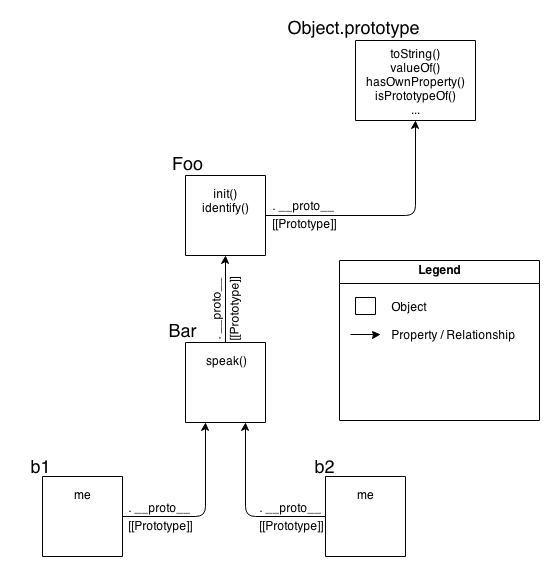 Object.prototype
toString()
valueOf()
hasOwnProperty()
isPrototypeOf()
...
Foo
init()
identify()
. __proto__
[[Prototype]]
Legend
Object
Property / Relationship
. __proto__
[[Prototype]]
Bar
speak()
b1
me
. __proto__
[[Prototype]]
b2
me
. __proto__
[[Prototype]]